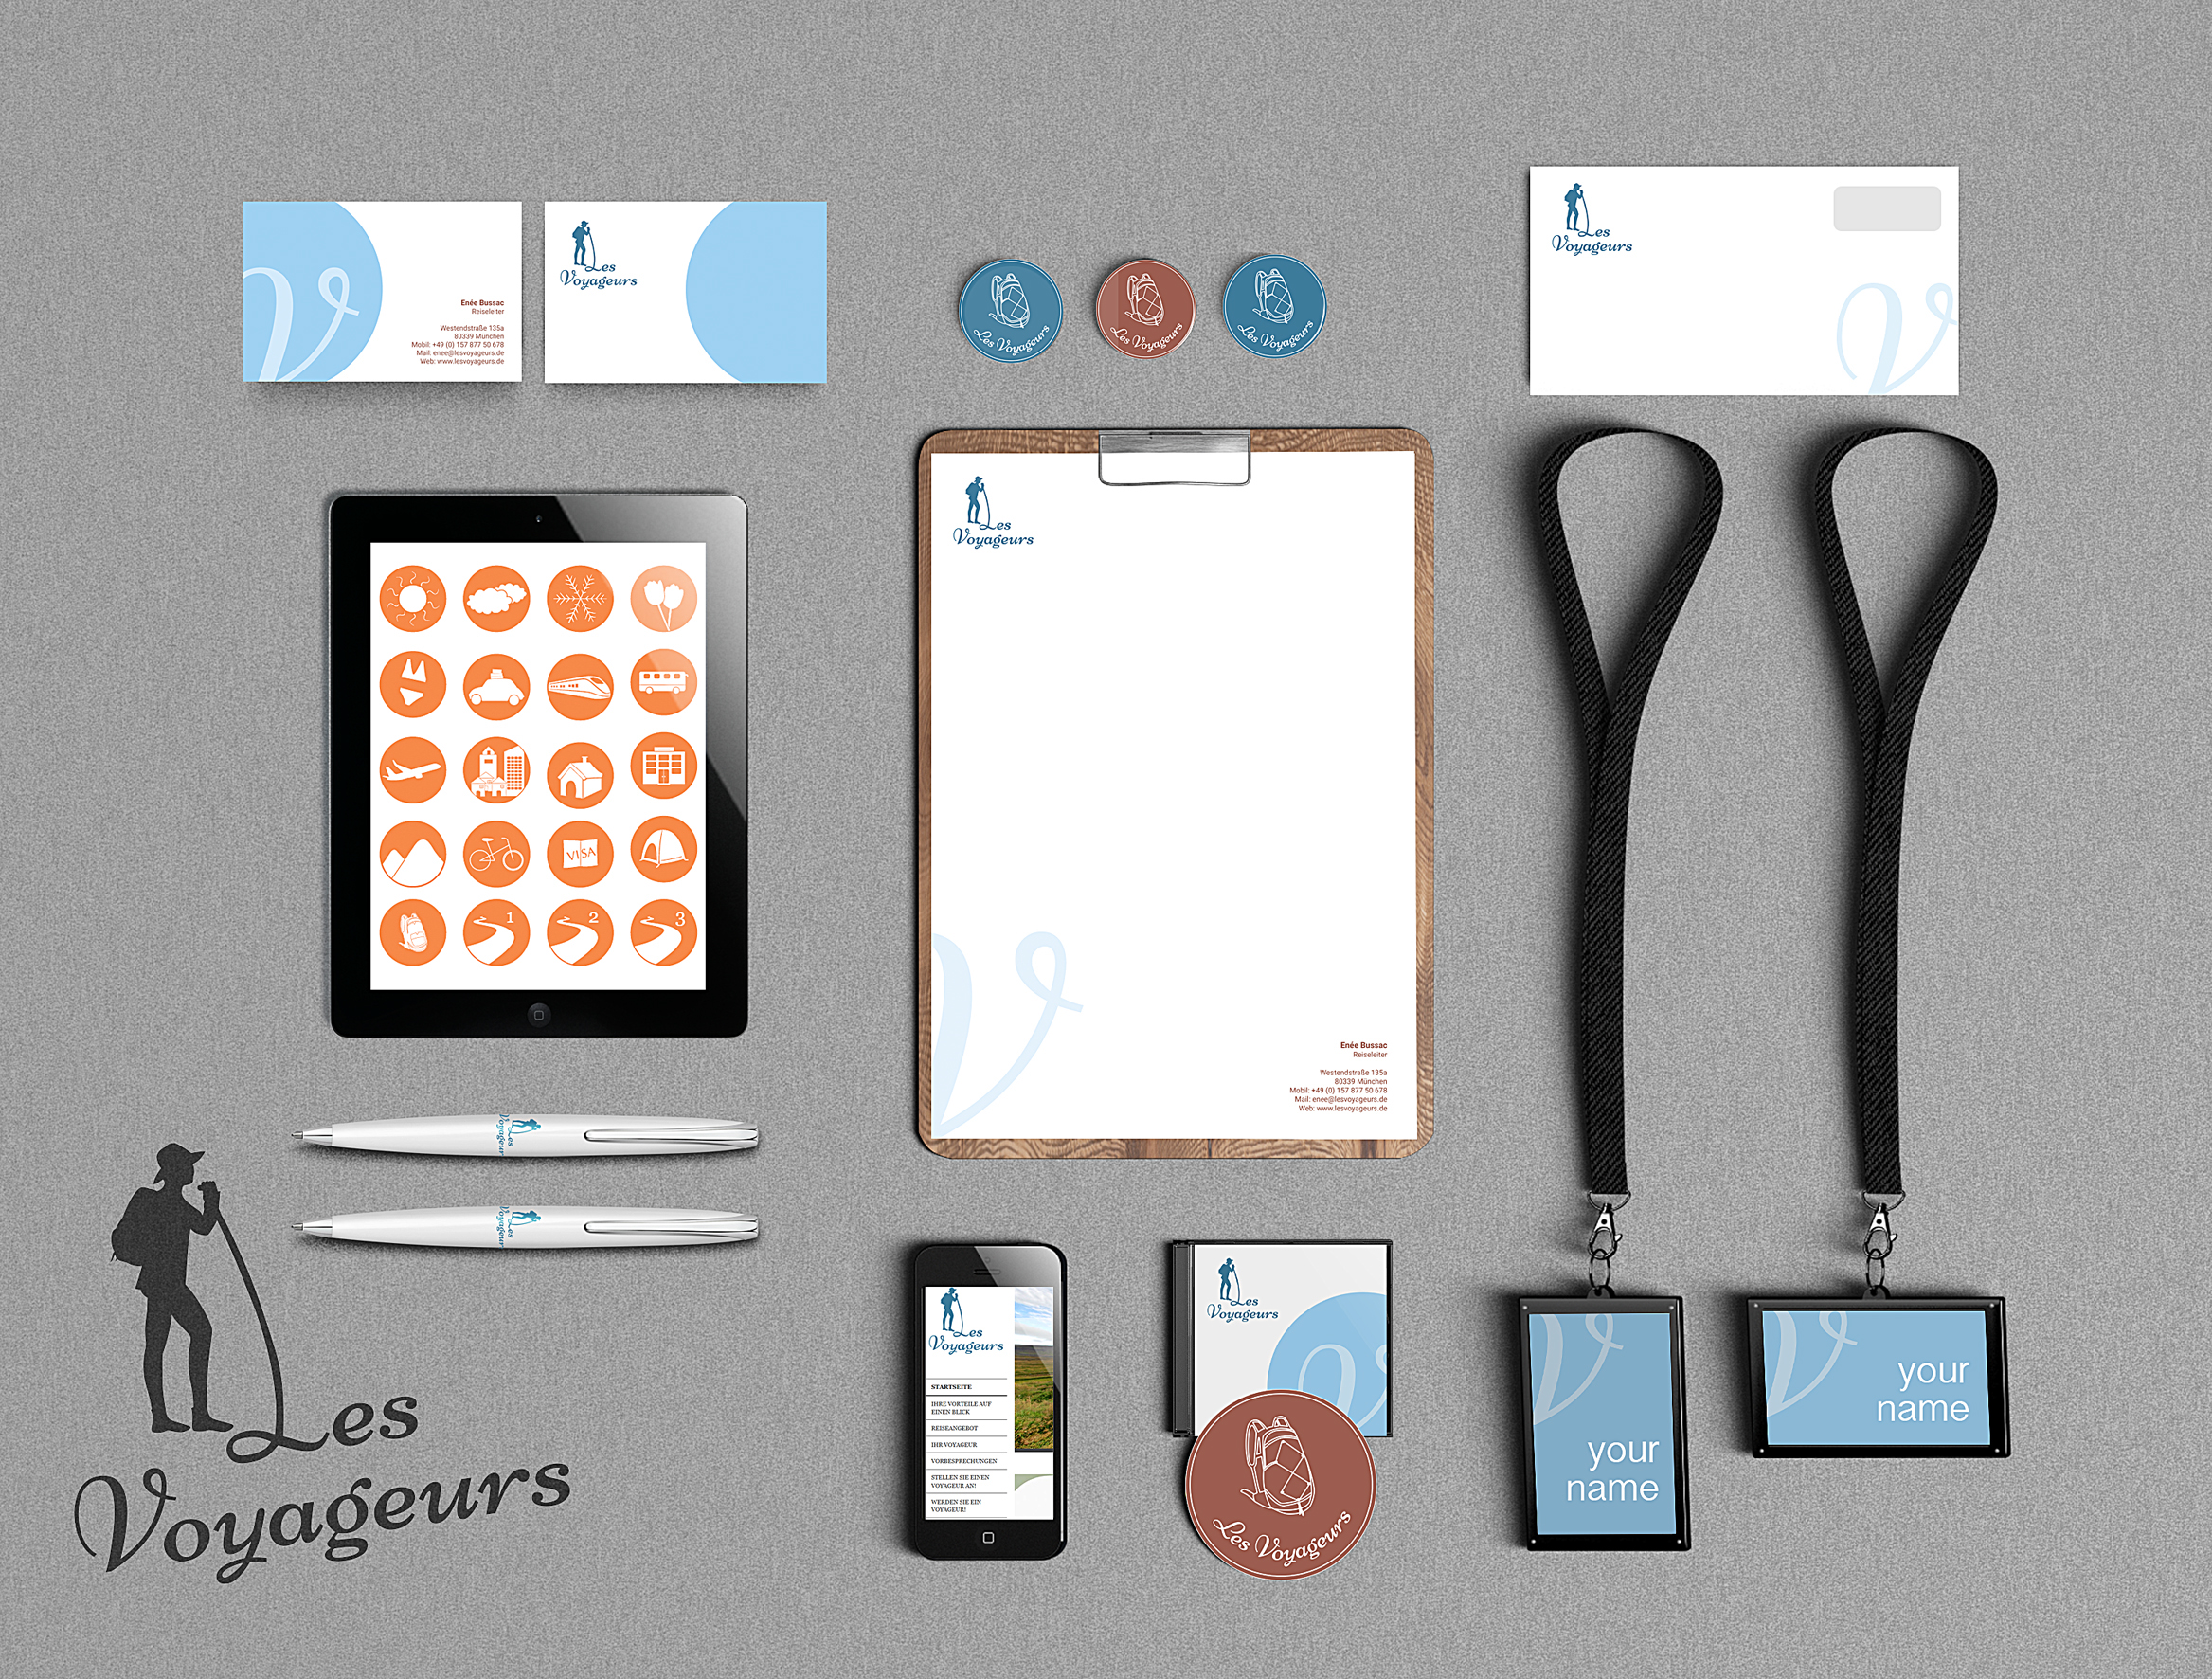 Les
Voyageurs
Enée Bussac
Reiseleiter
Westendstraße 135a
80339 München
Mobil: +49 (0) 157 877 50 678
Mail: enee@lesvoyageurs.de
Web: www.lesvoyageurs.de
Les Voyageurs
Les Voyageurs
Les Voyageurs
Les
Voyageurs
Les
Voyageurs
VISA
1
2
3
Enée Bussac
Reiseleiter
Westendstraße 135a
80339 München
Mobil: +49 (0) 157 877 50 678
Mail: enee@lesvoyageurs.de
Web: www.lesvoyageurs.de
Les
Voyageurs
Les
Voyageurs
Les
Voyageurs
Les
Voyageurs
STARTSEITE
IHRE VORTEILE AUF
EINEN BLICK
REISEANGEBOT
IHR VOYAGEUR
VORBESPRECHUNGEN
STELLEN SIE EINEN
VOYAGEUR AN!
WERDEN SIE EIN
VOYAGEUR!
Les
Voyageurs
Les Voyageurs
your
name
your
name